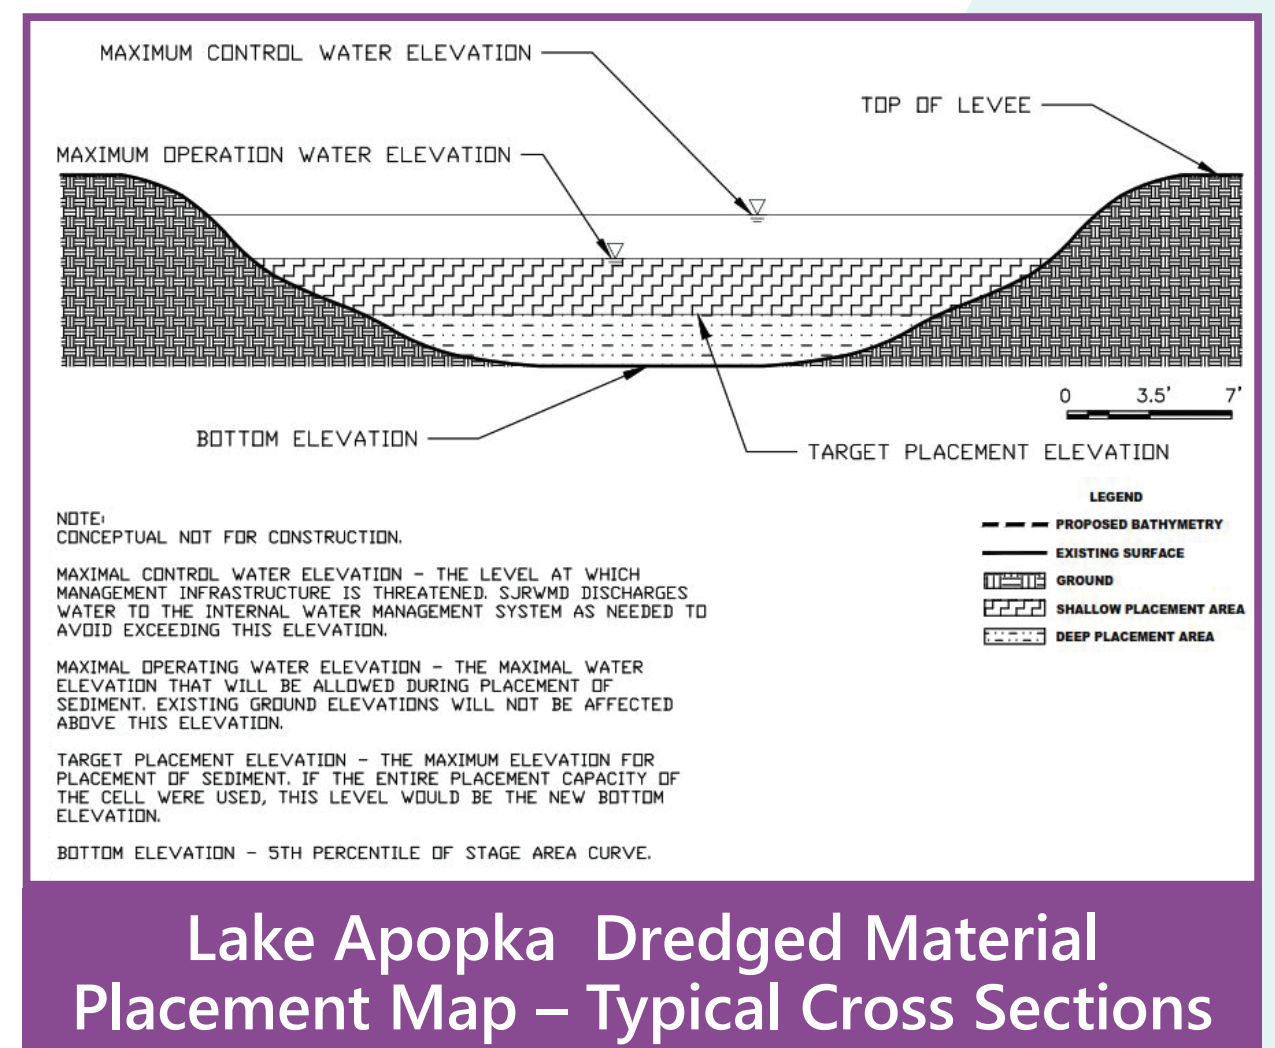 MAXIMUM CONTROL WATER ELEVATION
TOP OF LEVEE
MAXIMUM OPERATION WATER ELEVATION
0 3.5' 7'
BOTTOM ELEVATION
TARGET PLACEMENT ELEVATION
LEGEND
PROPOSED BATHYMETRY
EXISTING SURFACE
GROUND
SHALLOW PLACEMENT AREA
DEEP PLACEMENT AREA
NOTE:
CONCEPTUAL NOT FOR CONSTRUCTION.
MAXIMAL CONTROL WATER ELEVATION - THE LEVEL AT WHICH
MANAGEMENT INFRASTRUCTURE IS THREATENED. SJRWMD DISCHARGES
WATER TO THE INTERNAL WATER MANAGEMENT SYSTEM AS NEEDED TO
AVOID EXCEEDING THIS ELEVATION.
MAXIMAL OPERATING WATER ELEVATION - THE MAXIMAL WATER
ELEVATION THAT WILL BE ALLOWED DURING PLACEMENT OF
SEDIMENT. EXISTING GROUND ELEVATIONS WILL NOT BE AFFECTED
ABOVE THIS ELEVATION.
TARGET PLACEMENT ELEVATION - THE MAXIMUM ELEVATION FOR
PLACEMENT OF SEDIMENT. IF THE ENTIRE PLACEMENT CAPACITY OF
THE CELL WERE USED, THIS LEVEL WOULD BE THE NEW BOTTOM
ELEVATION.
BOTTOM ELEVATION - 5TH PERCENTILE OF STAGE AREA CURVE.
Lake Apopka Dredged Material
Placement Map – Typical Cross Sections